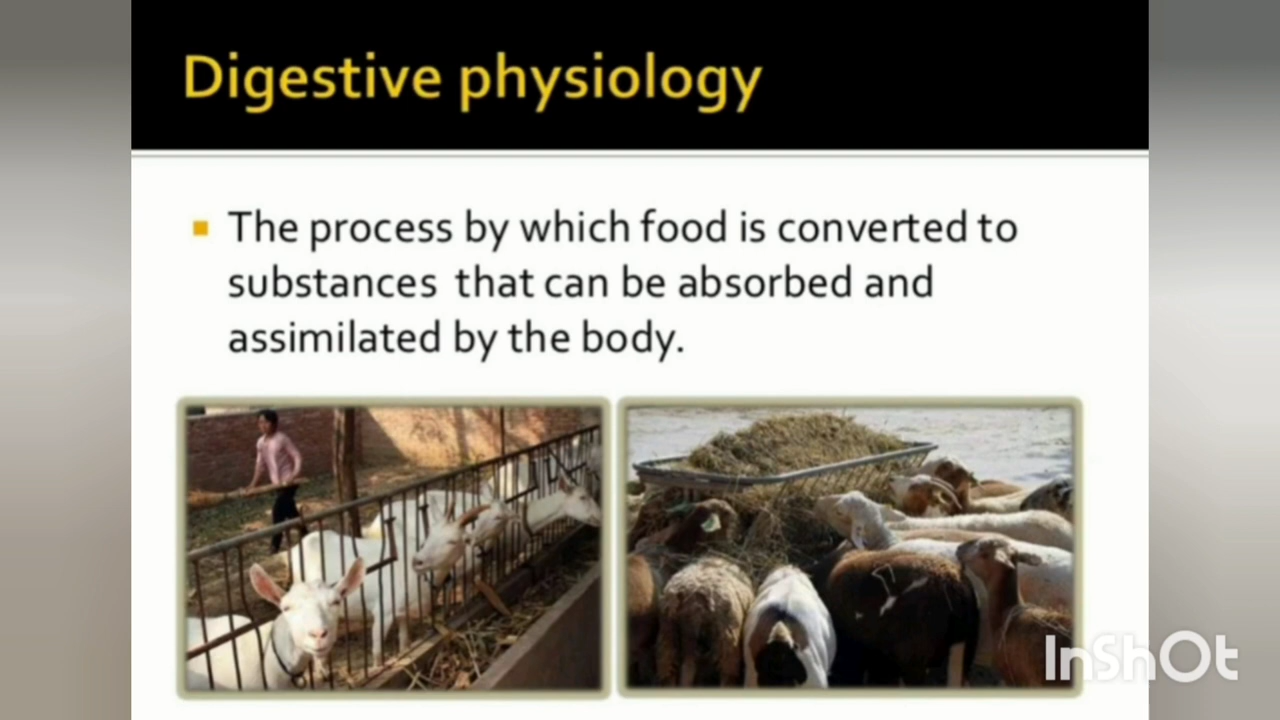 Digestive physiology
The process by which food is converted to
substances that can be absorbed and
assimilated by the body.
InShOt